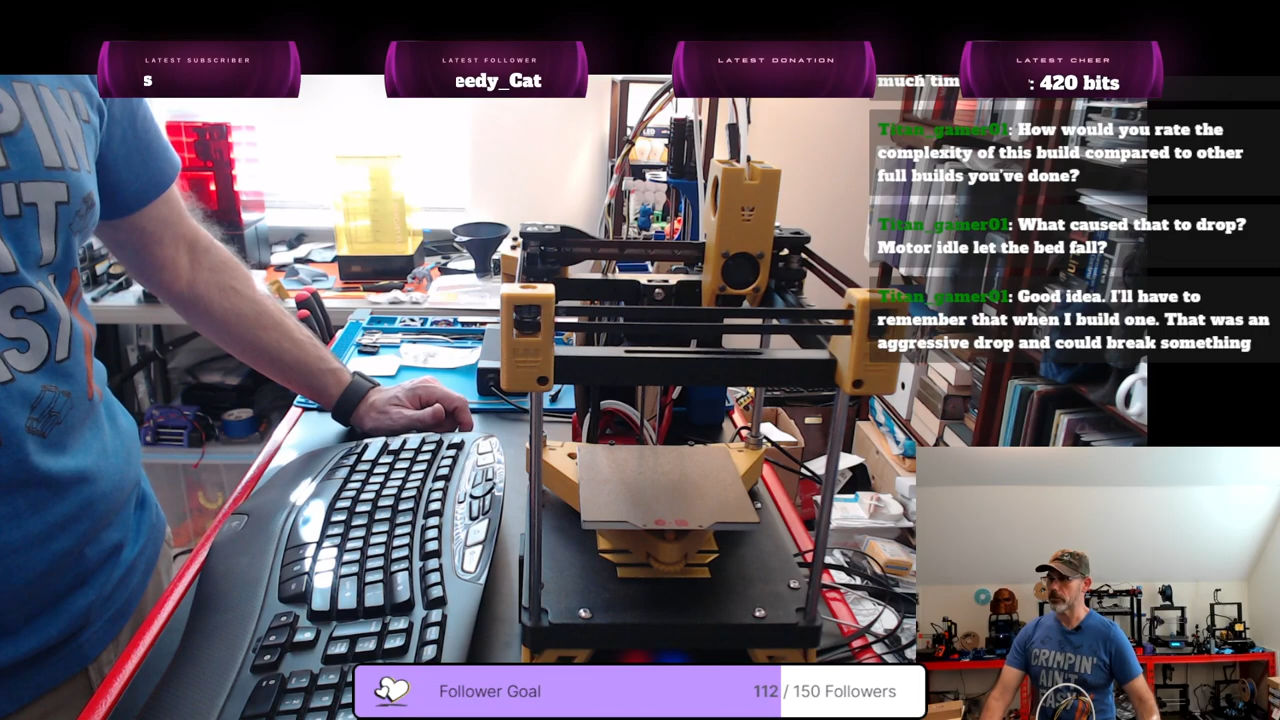 LATEST SUBSCRIBER
s
LATEST FOLLOWER
eedy_Cat
LATEST DONATION
LATEST CHEER
: 420 bits
much tim
Titan_gamer01: How would you rate the
complexity of this build compared to other
full builds you've done?
Titan_gamer01: What caused that to drop?
Motor idle let the bed fall?
Titan_gamer01: Good idea. I'll have to
remember that when I build one. That was an
aggressive drop and could break something
CRIMPIN'
AIN'T
EASY
Follower Goal
112 / 150 Followers